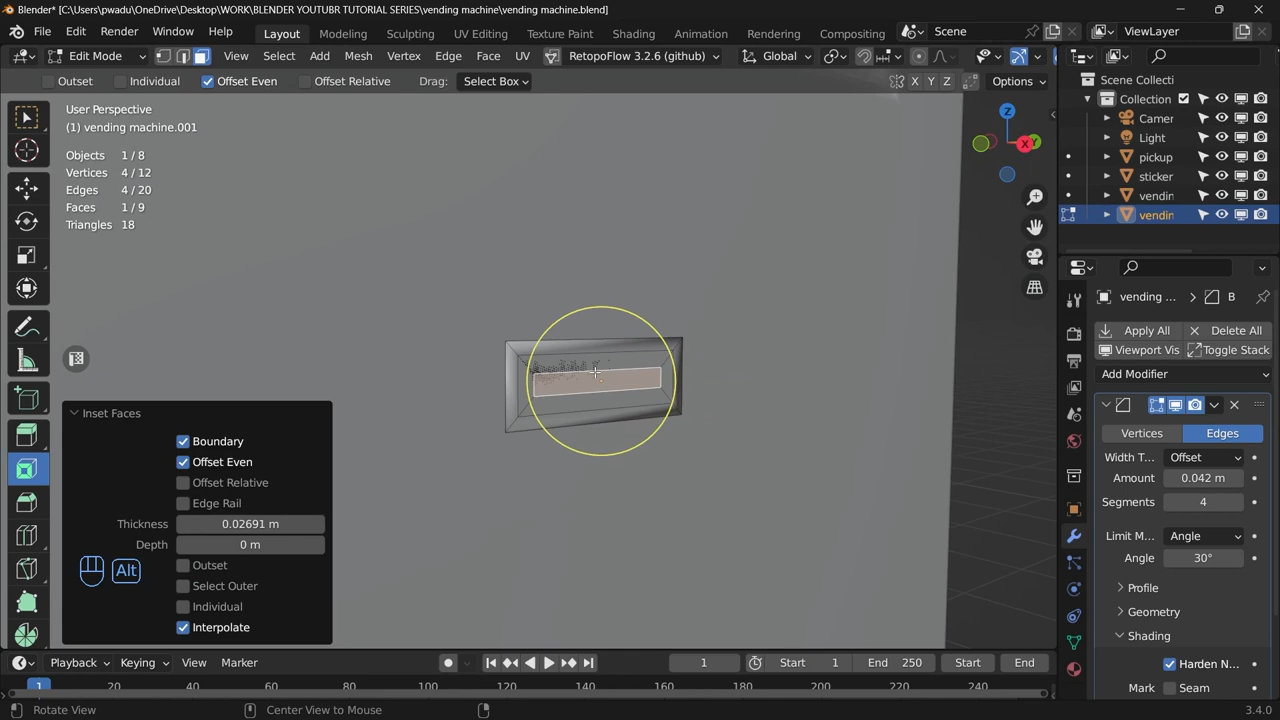 Blender* [C:\Users\pwadu\OneDrive\Desktop\WORK\BLENDER YOUTUBR TUTORIAL SERIES\vending machine\vending machine.blend]
File Edit Render Window Help Layout Modeling Sculpting UV Editing Texture Paint Shading Animation Rendering Compositing Scene ViewLayer
Edit Mode View Select Add Mesh Vertex Edge Face UV RetopoFlow 3.2.6 (github) Global
Outset Individual Offset Even Offset Relative Drag: Select Box X Y Z Options
User Perspective
(1) vending machine.001
Objects 1/8
Vertices 4/12
Edges 4/20
Faces 1/9
Triangles 18
Z
X
Y
Scene Collecti
Collection
Camer
Light
pickup
sticker
vendin
vendin
vending ... B
Apply All Delete All
Viewport Vis Toggle Stack
Add Modifier
Vertices Edges
Width T... Offset
Amount 0.042 m
Segments 4
Limit M... Angle
Angle 30°
Profile
Geometry
Shading
Harden N...
Mark Seam
Inset Faces
Boundary
Offset Even
Offset Relative
Edge Rail
Thickness 0.02691 m
Depth 0 m
Outset
Select Outer
Individual
Interpolate
Alt
Playback Keying View Marker 1 Start 1 End 250 Start End
1 20 40 60 80 100 120 140 160 180 200 220 240
Rotate View Center View to Mouse 3.4.0